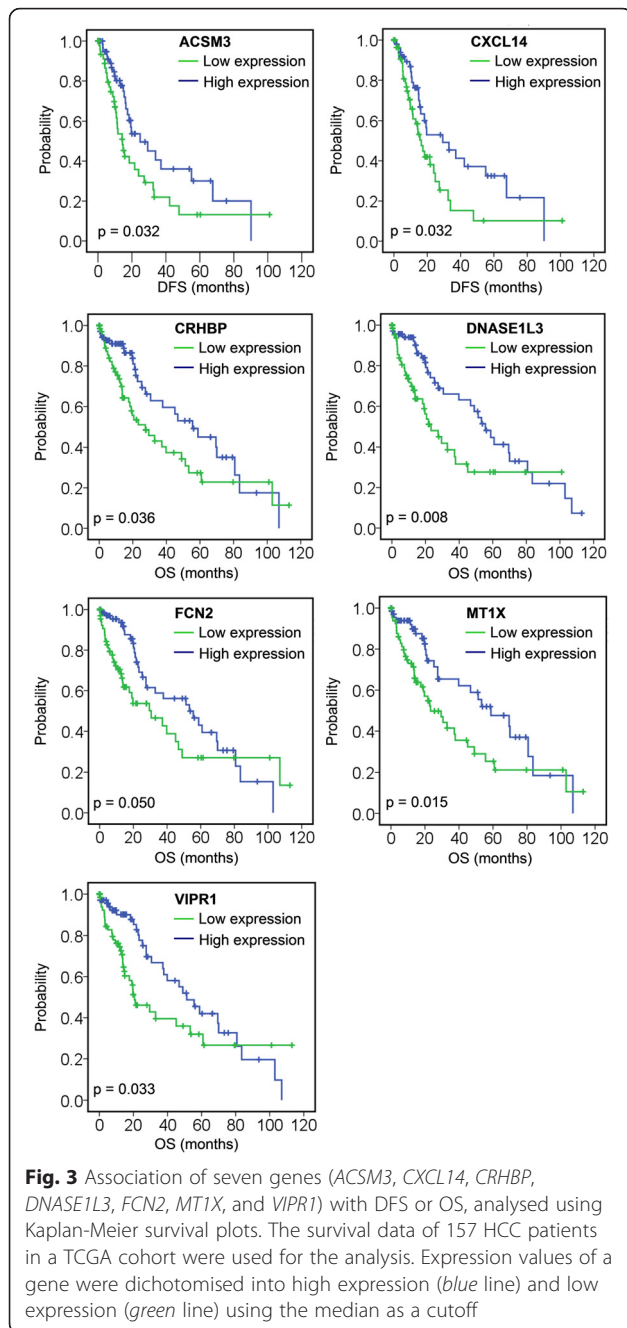 ACSM3
Low expression
High expression
1.0
0.8
0.6
0.4
0.2
0.0
Probability
p = 0.032
0 20 40 60 80 100 120
DFS (months)
CXCL14
Low expression
High expression
1.0
0.8
0.6
0.4
0.2
0.0
Probability
p = 0.032
0 20 40 60 80 100 120
DFS (months)
CRHBP
Low expression
High expression
1.0
0.8
0.6
0.4
0.2
0.0
Probability
p = 0.036
0 20 40 60 80 100 120
OS (months)
DNASE1L3
Low expression
High expression
1.0
0.8
0.6
0.4
0.2
0.0
Probability
p = 0.008
0 20 40 60 80 100 120
OS (months)
FCN2
Low expression
High expression
1.0
0.8
0.6
0.4
0.2
0.0
Probability
p = 0.050
0 20 40 60 80 100 120
OS (months)
MT1X
Low expression
High expression
1.0
0.8
0.6
0.4
0.2
0.0
Probability
p = 0.015
0 20 40 60 80 100 120
OS (months)
VIPR1
Low expression
High expression
1.0
0.8
0.6
0.4
0.2
0.0
Probability
p = 0.033
0 20 40 60 80 100 120
OS (months)
Fig. 3 Association of seven genes (ACSM3, CXCL14, CRHBP,
DNASE1L3, FCN2, MT1X, and VIPR1) with DFS or OS, analysed using
Kaplan-Meier survival plots. The survival data of 157 HCC patients
in a TCGA cohort were used for the analysis. Expression values of a
gene were dichotomised into high expression (blue line) and low
expression (green line) using the median as a cutoff